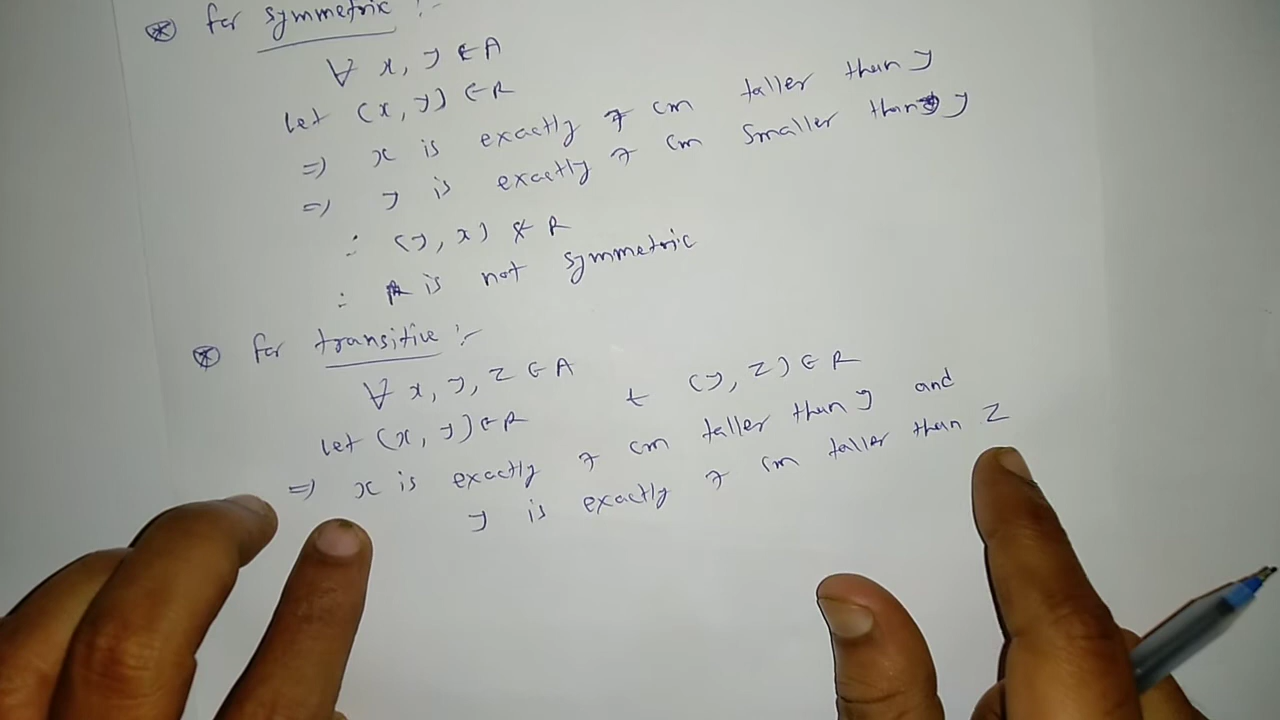 ⊛ for symmetric :-
∀ x, y ∈ A
let (x, y) ∈ R
⇒ x is exactly 7 cm taller than y
⇒ y is exactly 7 cm smaller than y
∴ (y, x) ∉ R
∴ R is not symmetric
⊛ for transitive :-
∀ x, y, z ∈ A
let (x, y) ∈ R & (y, z) ∈ R
⇒ x is exactly 7 cm taller than y and
y is exactly 7 cm taller than z